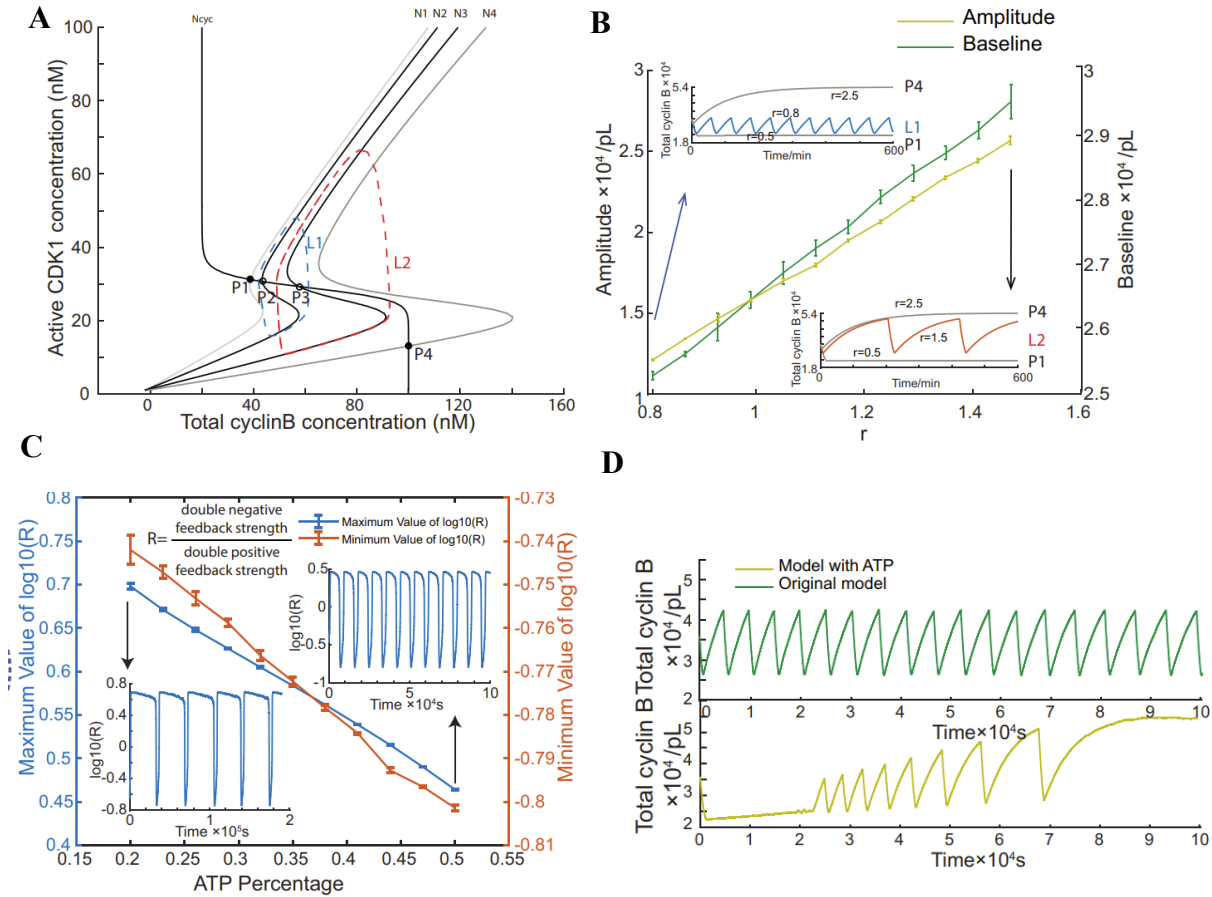 A
Ncyc
N1 N2 N3 N4
100
80
60
40
20
0
Active CDK1 concentration (nM)
P1
P2
P3
P4
L1
L2
0
40
80
120
160
Total cyclinB concentration (nM)
B
Amplitude
Baseline
3
2.5
2
1.5
1
Amplitude ×10⁴ /pL
3
2.9
2.8
2.7
2.6
2.5
Baseline ×10⁴ /pL
Total cyclin B ×10⁴
5.4
1.8
r=2.5
r=0.8
r=0.5
P4
L1
P1
0
600
Time/min
Total cyclin B ×10⁴
5.4
1.8
r=2.5
r=1.5
r=0.5
P4
L2
P1
0
600
Time/min
0.8
1
1.2
1.4
1.6
r
C
0.8
0.75
0.7
0.65
0.6
0.55
0.5
0.45
0.4
Maximum Value of log10(R)
R=
double negative
feedback strength
double positive
feedback strength
Maximum Value of log10(R)
Minimum Value of log10(R)
log10(R)
0.5
0
-0.5
-1
0
10
Time ×10⁴s
log10(R)
0.8
0.4
0
-0.4
-0.8
0
1
2
Time ×10⁵s
-0.73
-0.74
-0.75
-0.76
-0.77
-0.78
-0.79
-0.8
-0.81
Minimum Value of log10(R)
0.15
0.2
0.25
0.3
0.35
0.4
0.45
0.5
0.55
ATP Percentage
D
Model with ATP
Original model
Total cyclin B
×10⁴/pL
5
4
3
2
0 1 2 3 4 5 6 7 8 9 10
Time×10⁴s
Total cyclin B
×10⁴/pL
5
4
3
2
0 1 2 3 4 5 6 7 8 9 10
Time×10⁴s